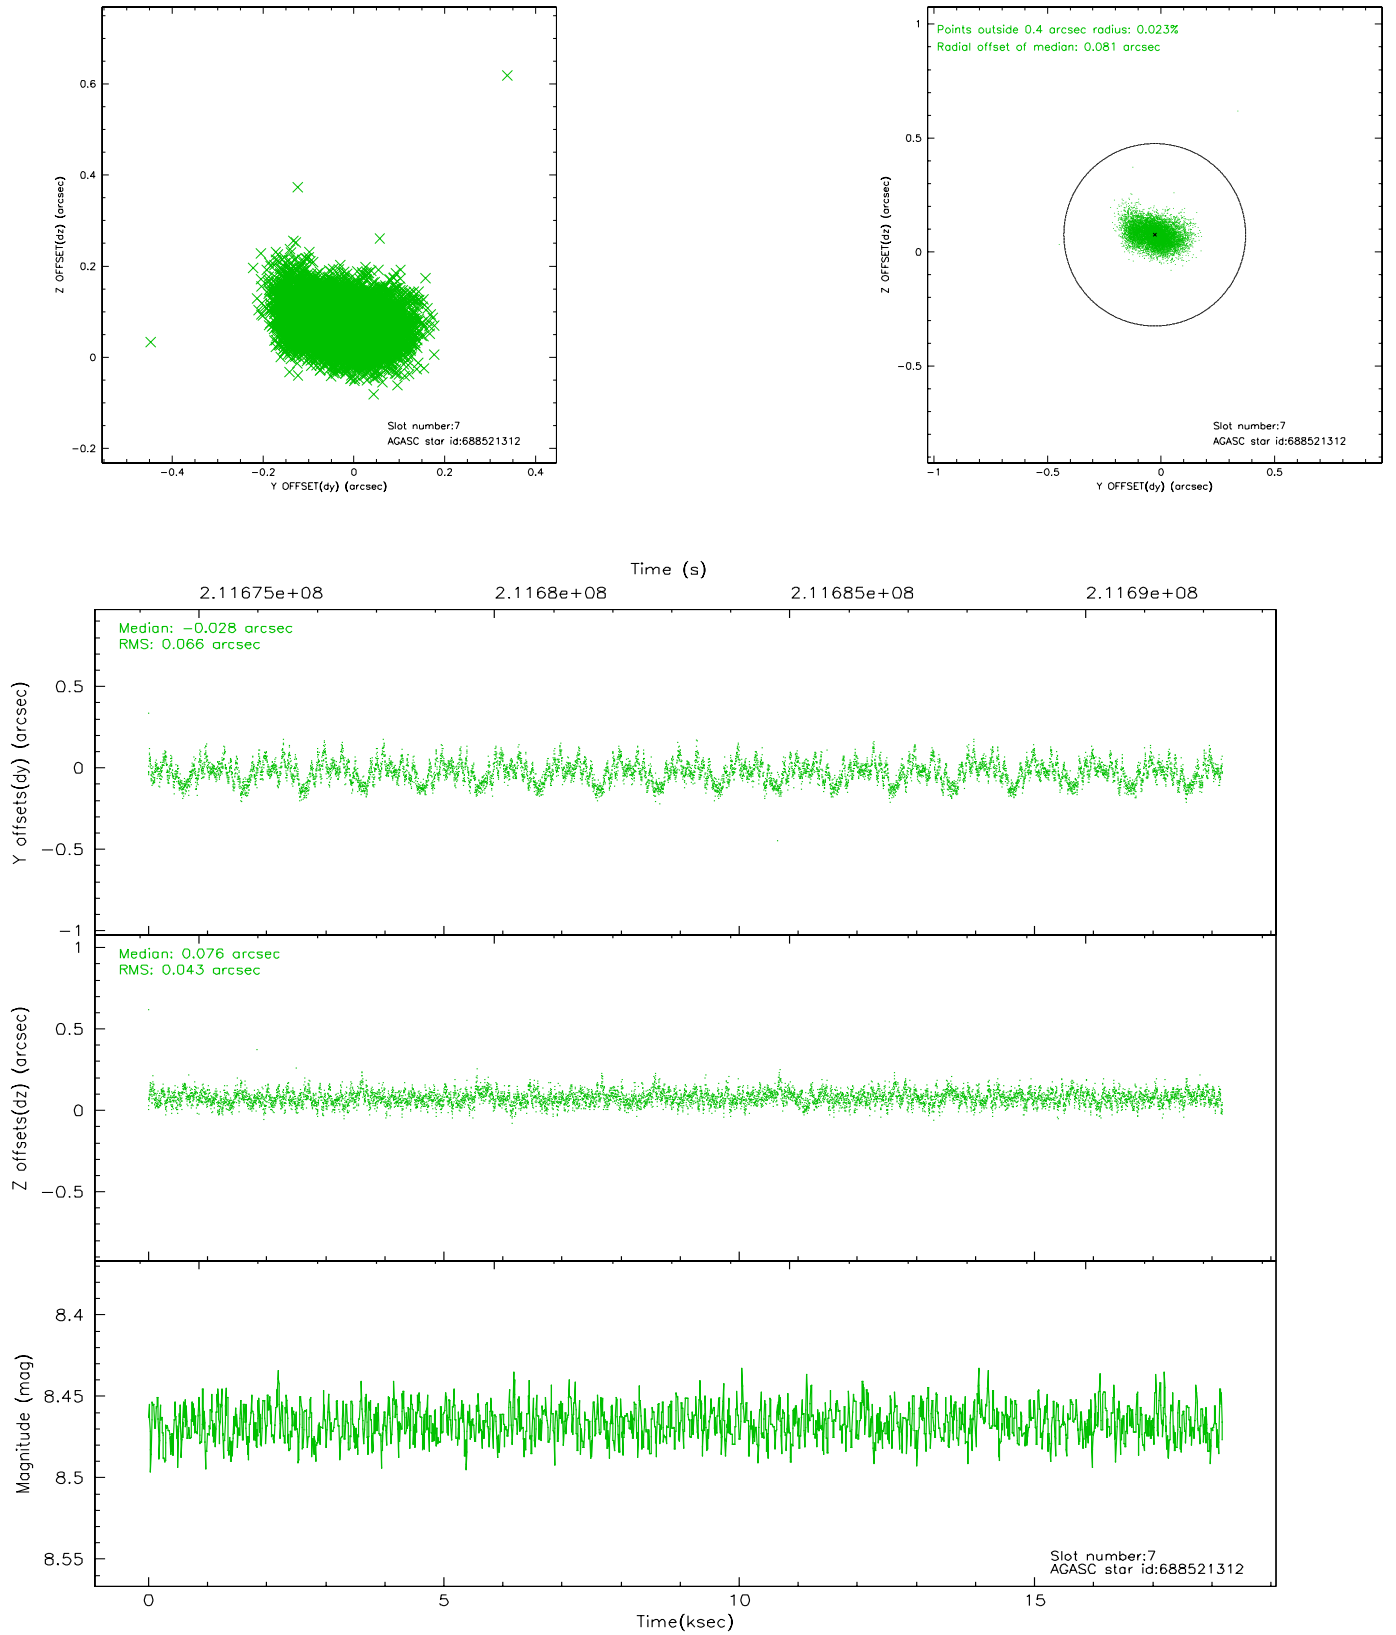 0.6
0.4
0.2
0
−0.2
Z OFFSET(dz) (arcsec)
−0.4
−0.2
0
0.2
0.4
Y OFFSET(dy) (arcsec)
Slot number:7
AGASC star id:688521312
Points outside 0.4 arcsec radius: 0.023%
Radial offset of median: 0.081 arcsec
1
0.5
0
−0.5
Z OFFSET(dz) (arcsec)
−1
−0.5
0
0.5
Y OFFSET(dy) (arcsec)
Slot number:7
AGASC star id:688521312
Time (s)
2.11675e+08
2.1168e+08
2.11685e+08
2.1169e+08
Median: −0.028 arcsec
RMS: 0.066 arcsec
0.5
0
−0.5
−1
Y offsets(dy) (arcsec)
Median: 0.076 arcsec
RMS: 0.043 arcsec
1
0.5
0
−0.5
Z offsets(dz) (arcsec)
8.4
8.45
8.5
8.55
Magnitude (mag)
Slot number:7
AGASC star id:688521312
0
5
10
15
Time(ksec)